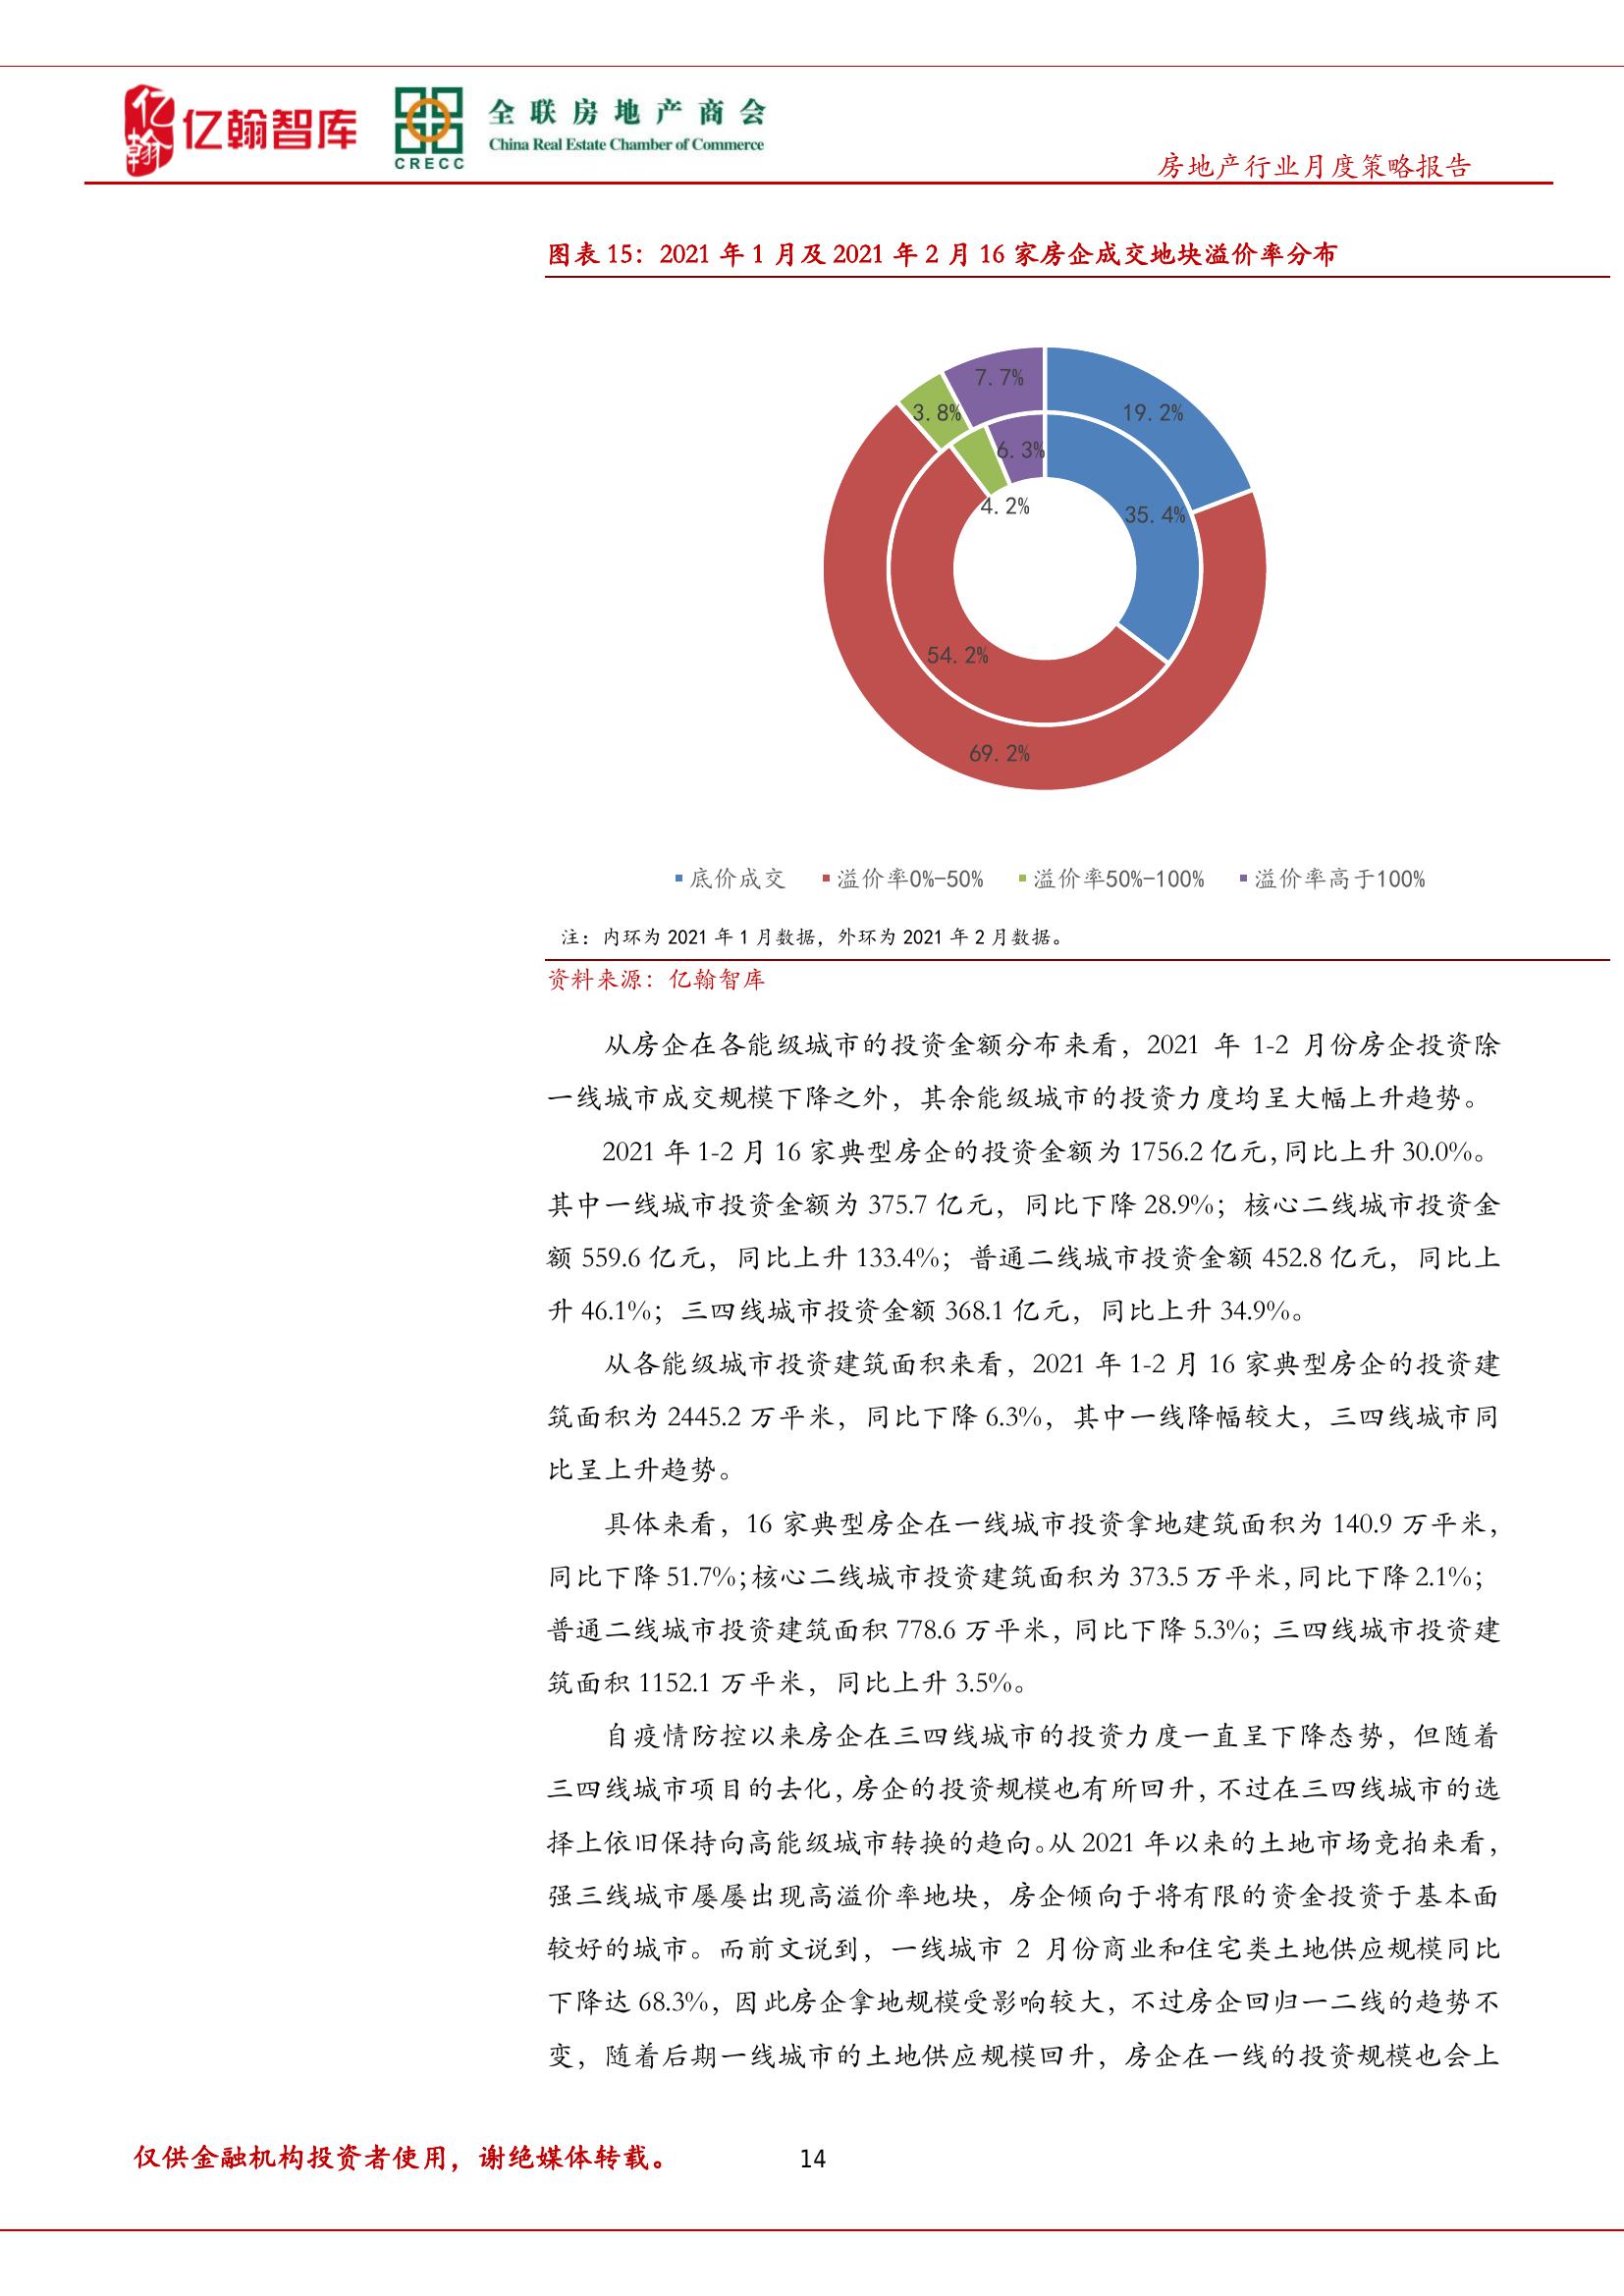 亿翰
亿翰智库
CRECC
全联房地产商会
China Real Estate Chamber of Commerce
房地产行业月度策略报告
图表 15：2021 年 1 月及 2021 年 2 月 16 家房企成交地块溢价率分布
7.7%
3.8%
19.2%
6.3%
4.2%
35.4%
54.2%
69.2%
底价成交 溢价率0%-50% 溢价率50%-100% 溢价率高于100%
注：内环为 2021 年 1 月数据，外环为 2021 年 2 月数据。
资料来源：亿翰智库
从房企在各能级城市的投资金额分布来看，2021 年 1-2 月份房企投资除
一线城市成交规模下降之外，其余能级城市的投资力度均呈大幅上升趋势。
2021 年 1-2 月 16 家典型房企的投资金额为 1756.2 亿元，同比上升 30.0%。
其中一线城市投资金额为 375.7 亿元，同比下降 28.9%；核心二线城市投资金
额 559.6 亿元，同比上升 133.4%；普通二线城市投资金额 452.8 亿元，同比上
升 46.1%；三四线城市投资金额 368.1 亿元，同比上升 34.9%。
从各能级城市投资建筑面积来看，2021 年 1-2 月 16 家典型房企的投资建
筑面积为 2445.2 万平米，同比下降 6.3%，其中一线降幅较大，三四线城市同
比呈上升趋势。
具体来看，16 家典型房企在一线城市投资拿地建筑面积为 140.9 万平米，
同比下降 51.7%；核心二线城市投资建筑面积为 373.5 万平米，同比下降 2.1%；
普通二线城市投资建筑面积 778.6 万平米，同比下降 5.3%；三四线城市投资建
筑面积 1152.1 万平米，同比上升 3.5%。
自疫情防控以来房企在三四线城市的投资力度一直呈下降态势，但随着
三四线城市项目的去化，房企的投资规模也有所回升，不过在三四线城市的选
择上依旧保持向高能级城市转换的趋向。从 2021 年以来的土地市场竞拍来看，
强三线城市屡屡出现高溢价率地块，房企倾向于将有限的资金投资于基本面
较好的城市。而前文说到，一线城市 2 月份商业和住宅类土地供应规模同比
下降达 68.3%，因此房企拿地规模受影响较大，不过房企回归一二线的趋势不
变，随着后期一线城市的土地供应规模回升，房企在一线的投资规模也会上
仅供金融机构投资者使用，谢绝媒体转载。
14